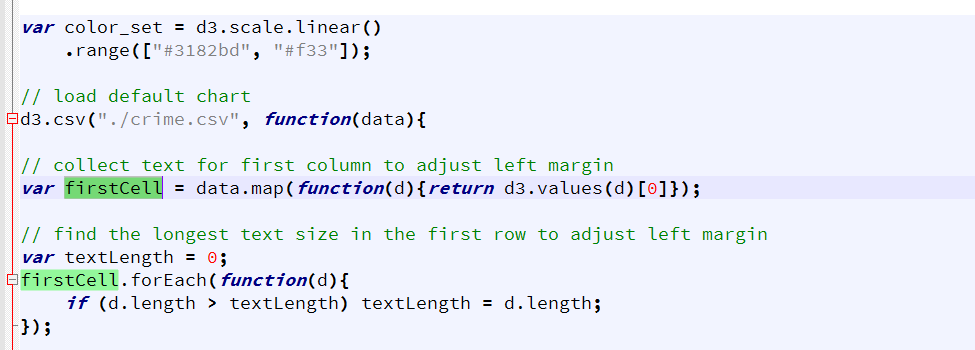 var color_set = d3.scale.linear()
    .range(["#3182bd", "#f33"]);
// load default chart
d3.csv("./crime.csv", function(data){
// collect text for first column to adjust left margin
var firstCell = data.map(function(d){return d3.values(d)[0]});
// find the longest text size in the first row to adjust left margin
var textLength = 0;
firstCell.forEach(function(d){
    if (d.length > textLength) textLength = d.length;
});